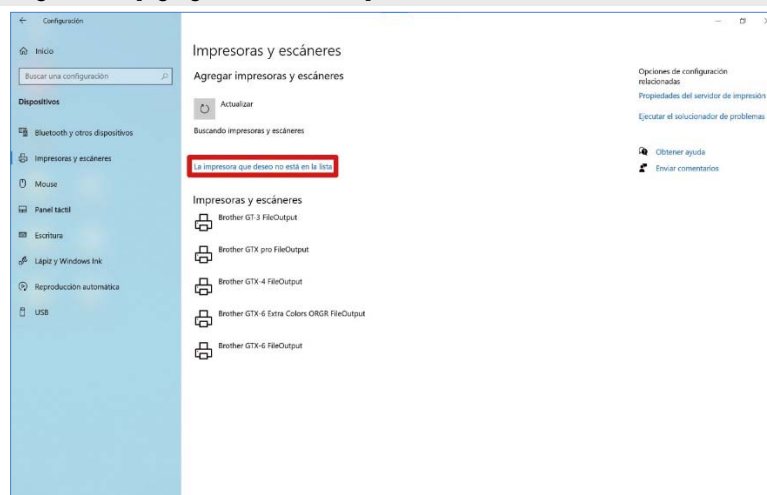 Configuración
Inicio
Buscar una configuración
Dispositivos
Bluetooth y otros dispositivos
Impresoras y escáneres
Mouse
Panel táctil
Escritura
Lápiz y Windows Ink
Reproducción automática
USB
Impresoras y escáneres
Agregar impresoras y escáneres
Actualizar
Buscando impresoras y escáneres
La impresora que deseo no está en la lista
Impresoras y escáneres
Brother GT-3 FileOutput
Brother GTX pro FileOutput
Brother GTX-4 FileOutput
Brother GTX-6 Extra Colors ORGR FileOutput
Brother GTX-6 FileOutput
Opciones de configuración
relacionadas
Propiedades del servidor de impresión
Ejecutar el solucionador de problemas
Obtener ayuda
Enviar comentarios